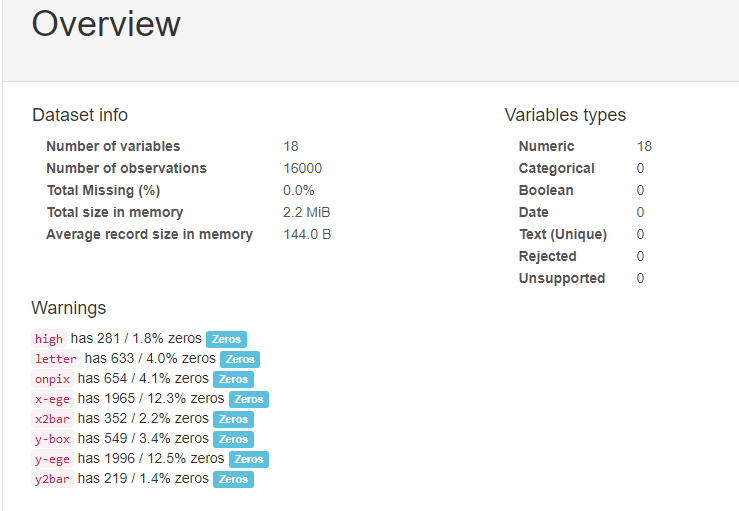 Overview
Dataset info
Number of variables 18
Number of observations 16000
Total Missing (%) 0.0%
Total size in memory 2.2 MiB
Average record size in memory 144.0 B
Variables types
Numeric 18
Categorical 0
Boolean 0
Date 0
Text (Unique) 0
Rejected 0
Unsupported 0
Warnings
high has 281 / 1.8% zeros Zeros
letter has 633 / 4.0% zeros Zeros
onpix has 654 / 4.1% zeros Zeros
x-ege has 1965 / 12.3% zeros Zeros
x2bar has 352 / 2.2% zeros Zeros
y-box has 549 / 3.4% zeros Zeros
y-ege has 1996 / 12.5% zeros Zeros
y2bar has 219 / 1.4% zeros Zeros